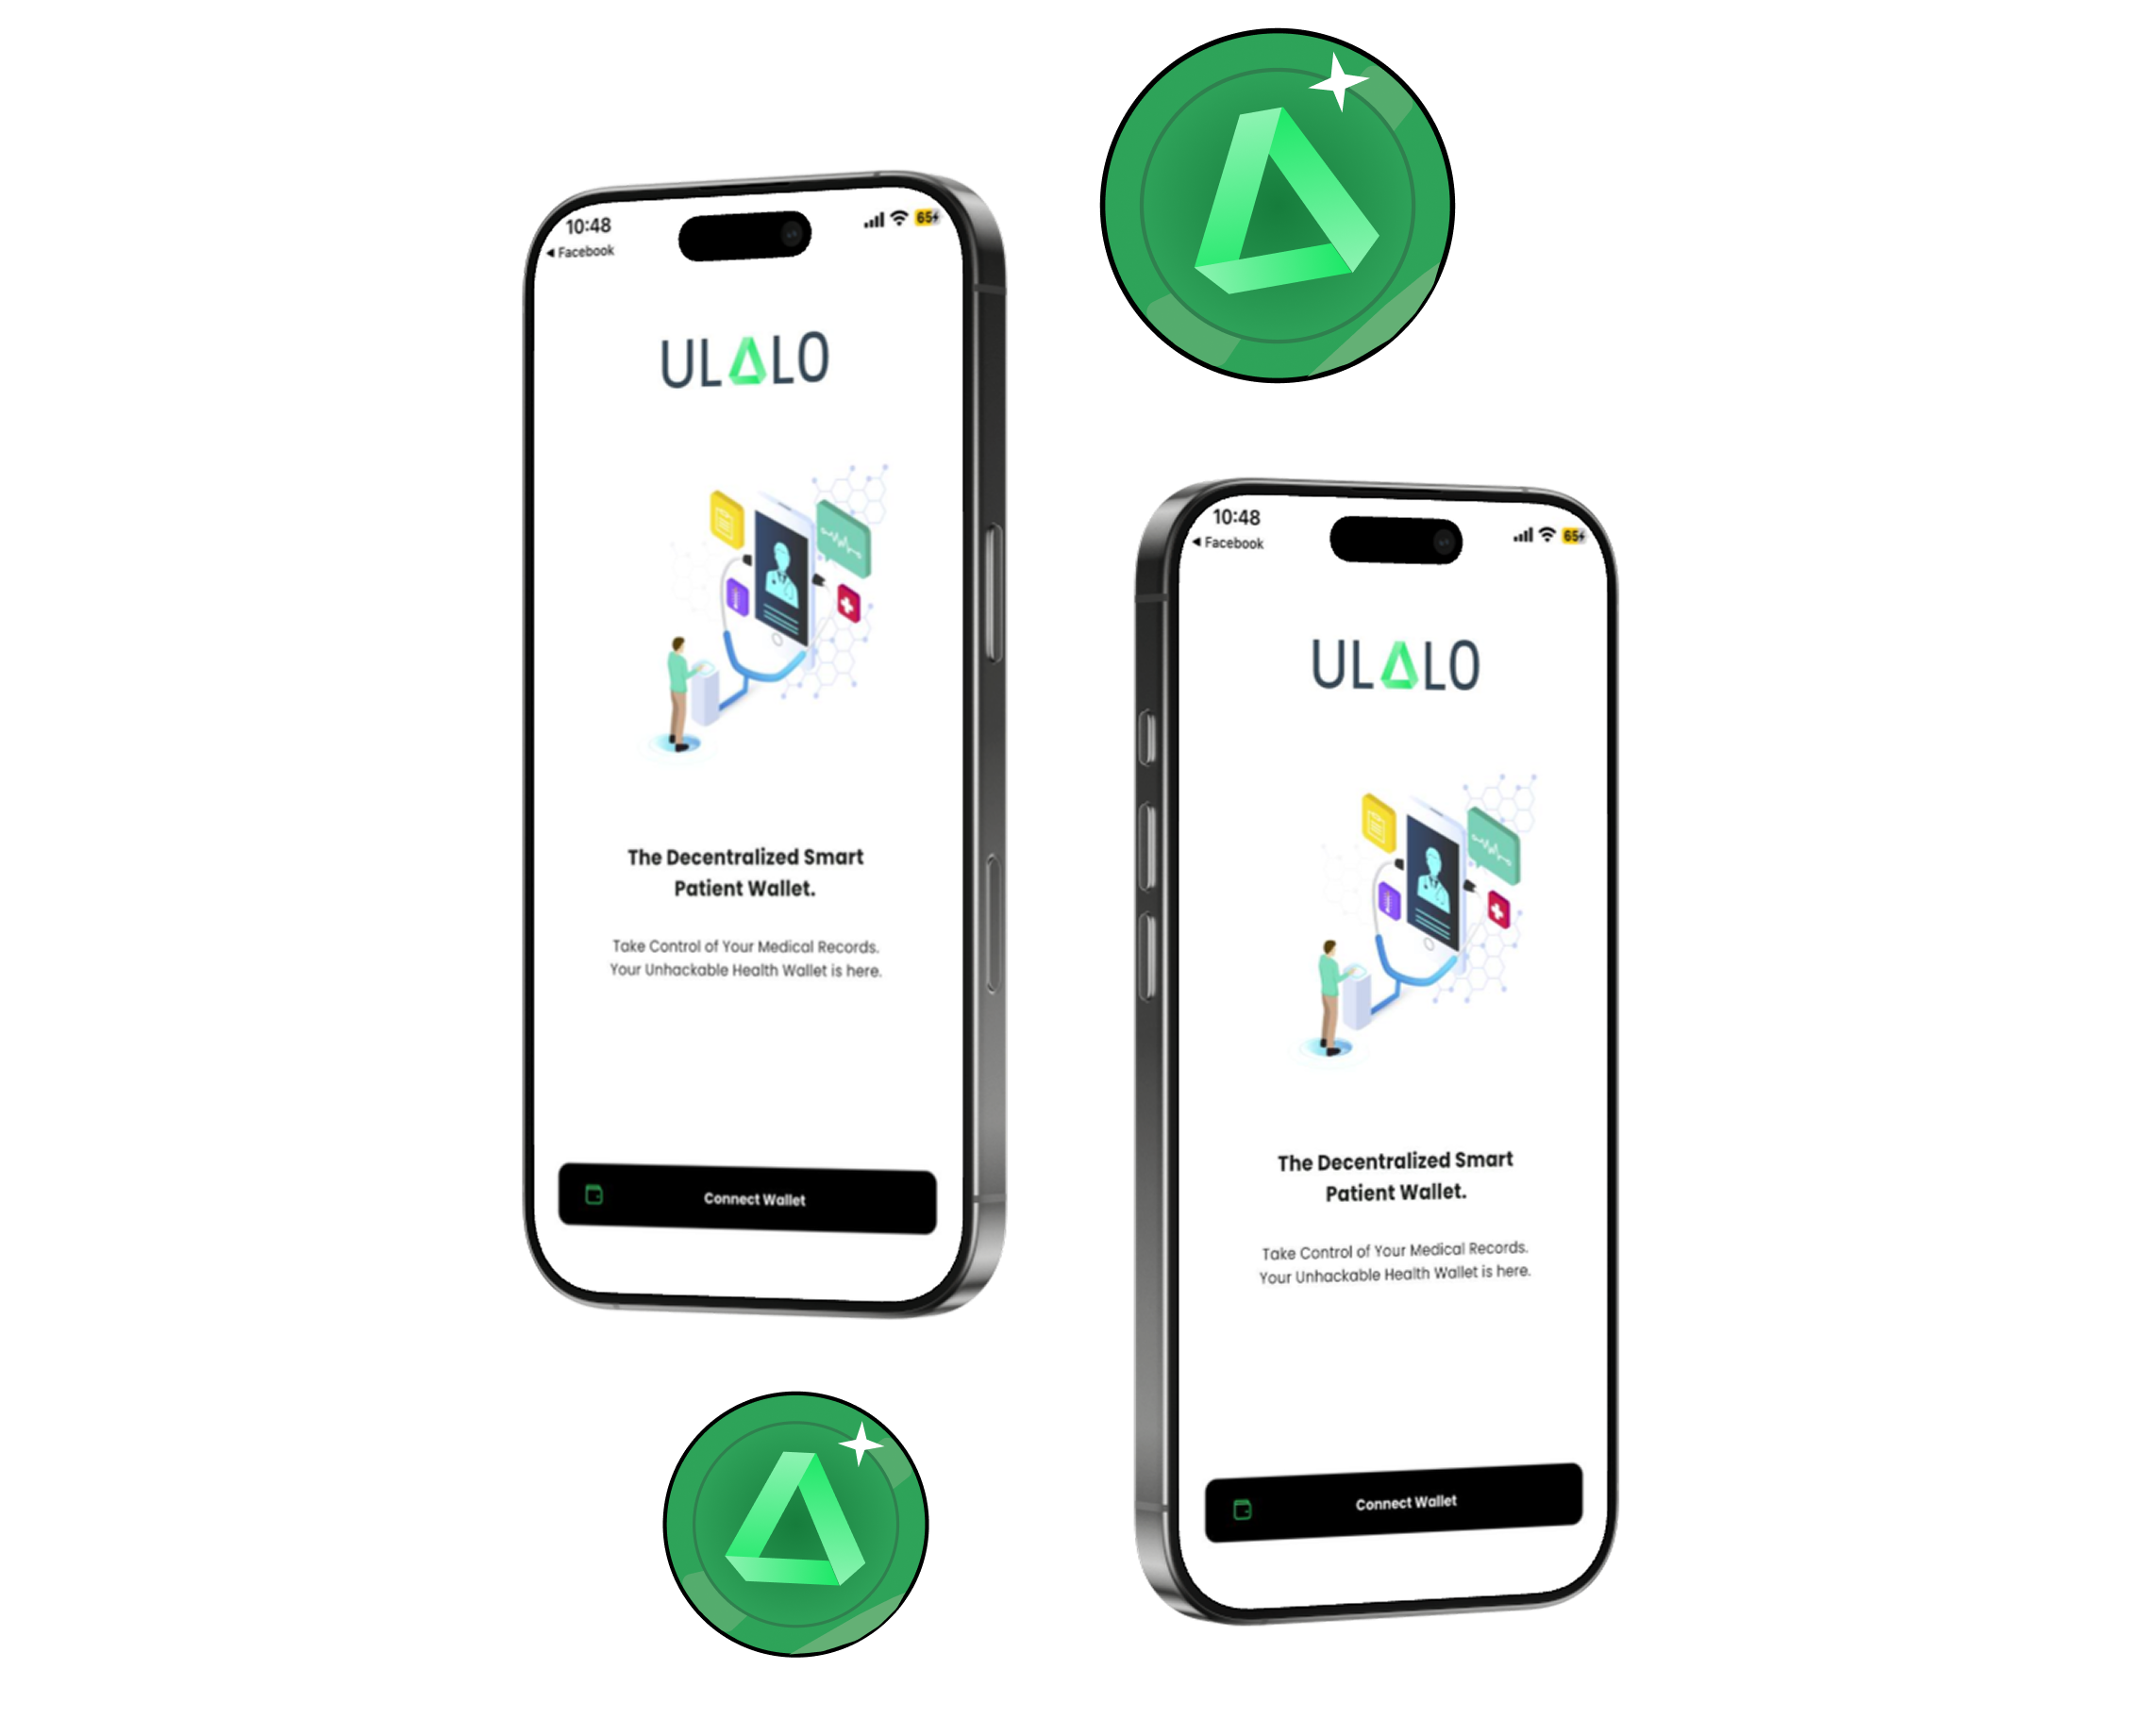 10:48
65
◀ Facebook
ULALO
The Decentralized Smart
Patient Wallet.
Take Control of Your Medical Records.
Your Unhackable Health Wallet is here.
Connect Wallet
10:48
65
◀ Facebook
ULALO
The Decentralized Smart
Patient Wallet.
Take Control of Your Medical Records.
Your Unhackable Health Wallet is here.
Connect Wallet